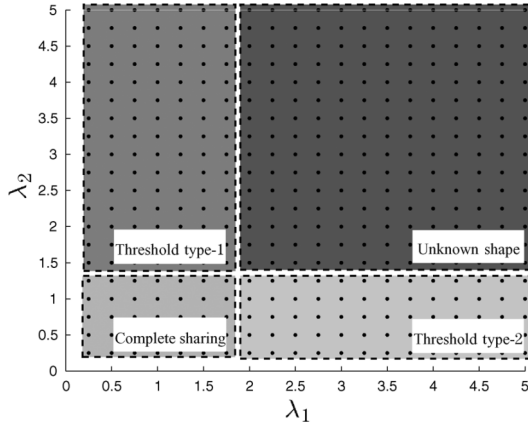 5
4.5
4
3.5
3
λ2
2.5
2
Threshold type-1
Unknown shape
1.5
1
0.5
Complete sharing
Threshold type-2
0
0 0.5 1 1.5 2 2.5 3 3.5 4 4.5 5
λ1